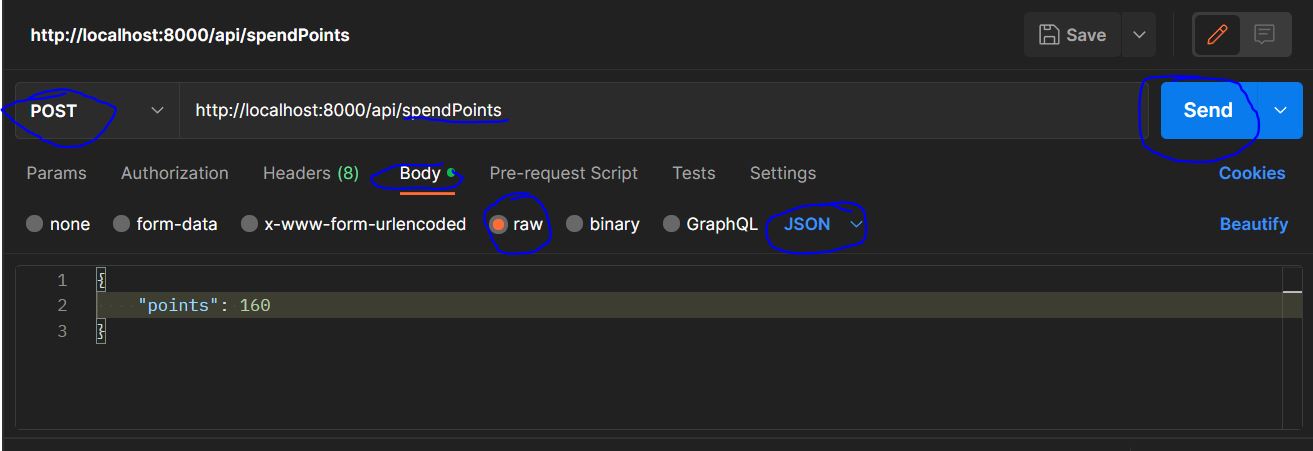 http://localhost:8000/api/spendPoints Save
POST http://localhost:8000/api/spendPoints Send
Params Authorization Headers (8) Body Pre-request Script Tests Settings Cookies
none form-data x-www-form-urlencoded raw binary GraphQL JSON Beautify
1 {
2 "points": 160
3 }